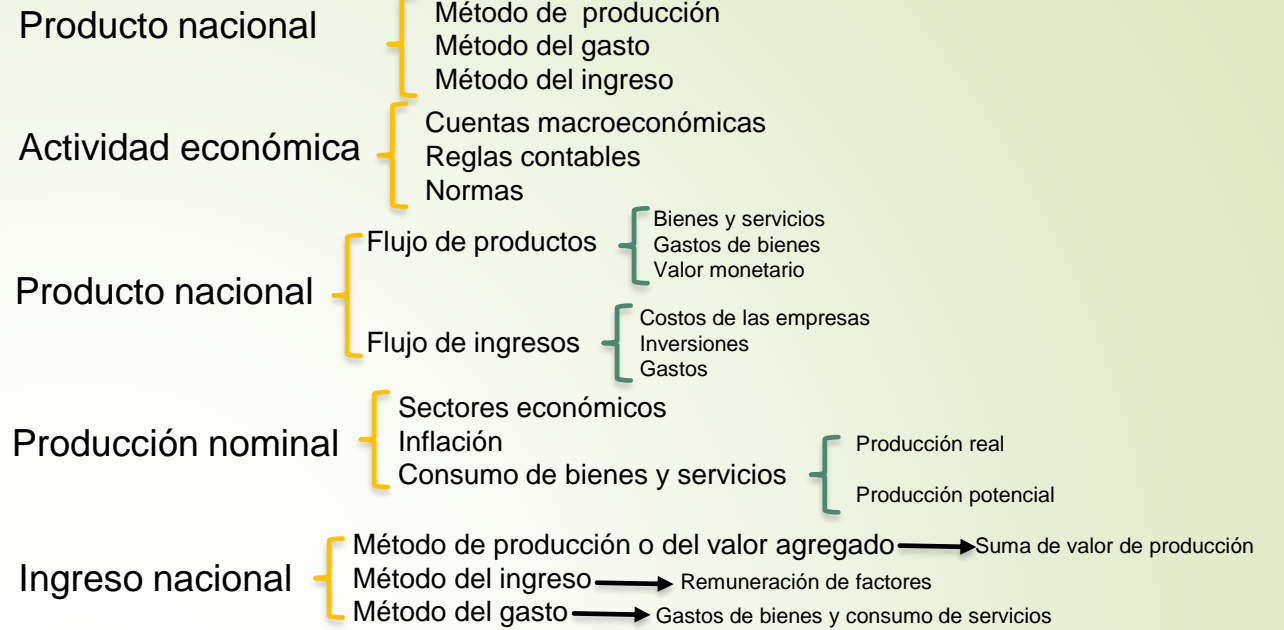 Producto nacional
Método de producción
Método del gasto
Método del ingreso
Actividad económica
Cuentas macroeconómicas
Reglas contables
Normas
Producto nacional
Flujo de productos
Bienes y servicios
Gastos de bienes
Valor monetario
Flujo de ingresos
Costos de las empresas
Inversiones
Gastos
Producción nominal
Sectores económicos
Inflación
Consumo de bienes y servicios
Producción real
Producción potencial
Ingreso nacional
Método de producción o del valor agregado
Suma de valor de producción
Método del ingreso
Remuneración de factores
Método del gasto
Gastos de bienes y consumo de servicios